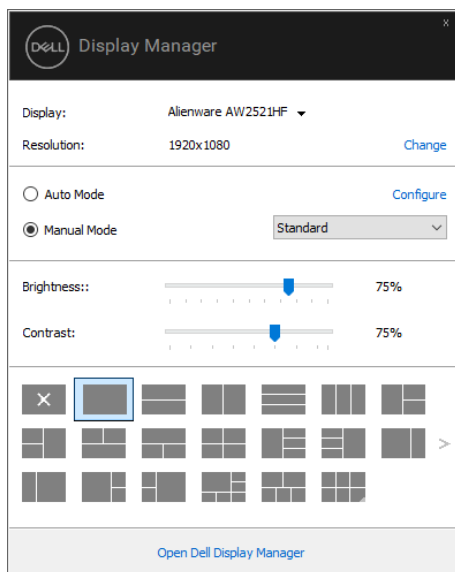 x
DELL Display Manager
Display: Alienware AW2521HF
Resolution: 1920x1080 Change
Auto Mode Configure
Manual Mode Standard
Brightness:: 75%
Contrast: 75%
Open Dell Display Manager